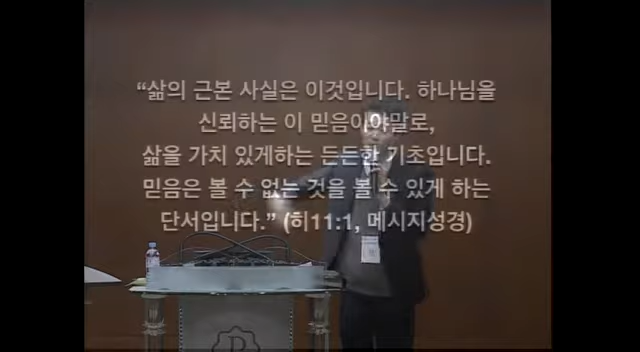 “삶의 근본 사실은 이것입니다. 하나님을
신뢰하는 이 믿음이야말로,
삶을 가치 있게하는 든든한 기초입니다.
믿음은 볼 수 없는 것을 볼 수 있게 하는
단서입니다.” (히11:1, 메시지성경)
P